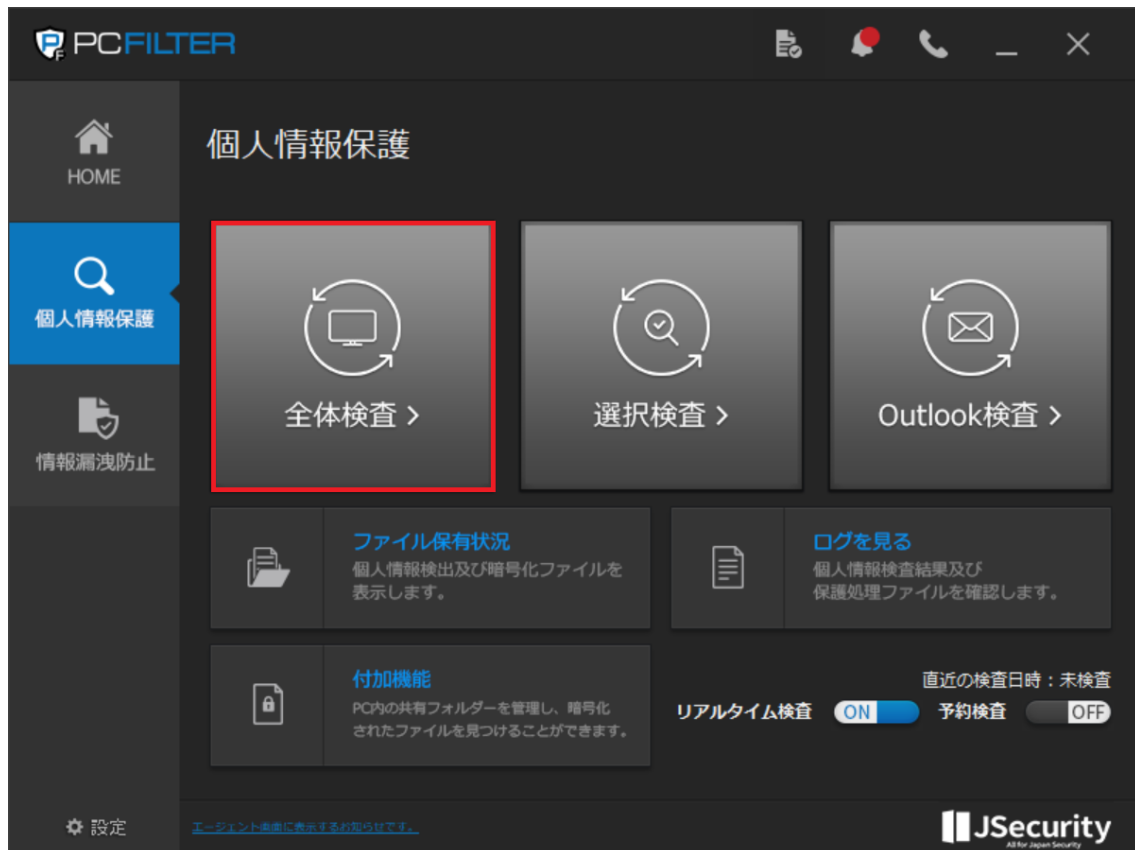 PCFILTER
HOME
個人情報保護
情報漏洩防止
設定
個人情報保護
全体検査 >
選択検査 >
Outlook検査 >
ファイル保有状況
個人情報検出及び暗号化ファイルを
表示します。
ログを見る
個人情報検査結果及び
保護処理ファイルを確認します。
付加機能
PC内の共有フォルダーを管理し、暗号化
されたファイルを見つけることができます。
直近の検査日時：未検査
リアルタイム検査 ON 予約検査 OFF
エージェント画面に表示するお知らせです。
JSecurity
All for Japan Security